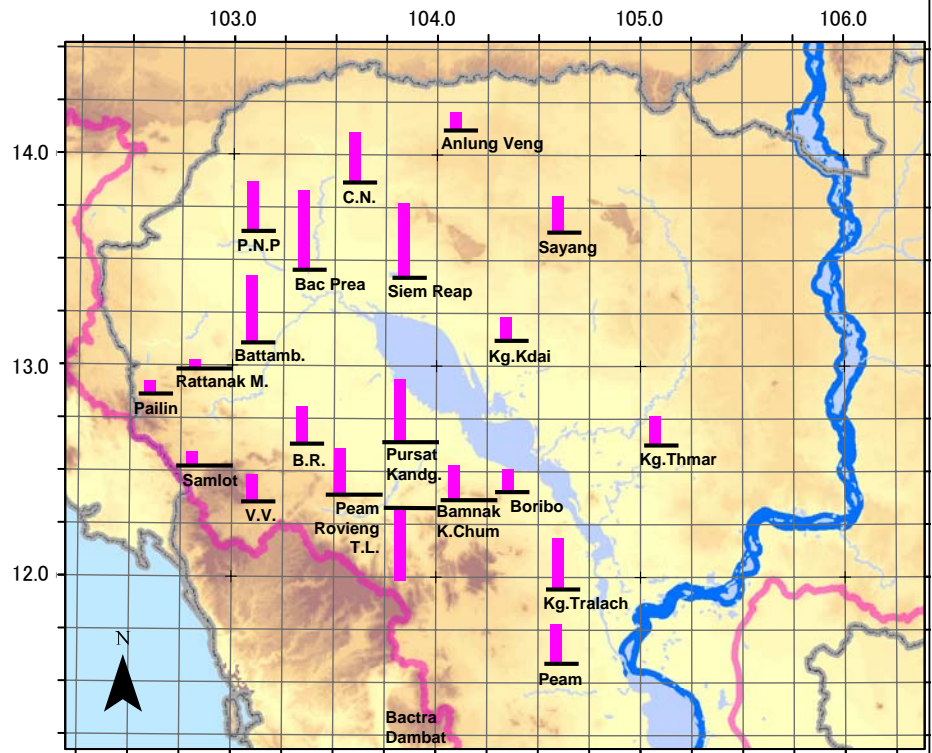 103.0 104.0 105.0 106.0
Anlung Veng
14.0
C.N.
P.N.P
Sayang
Bac Prea
Siem Reap
Battamb.
Kg.Kdai
13.0
Rattanak M.
Pailin
Pursat
Kandg.
B.R.
Kg.Thmar
Samlot
V.V.
Peam
Rovieng
T.L.
Bamnak
K.Chum
Boribo
12.0
Kg.Tralach
N
Peam
Bactra
Dambat